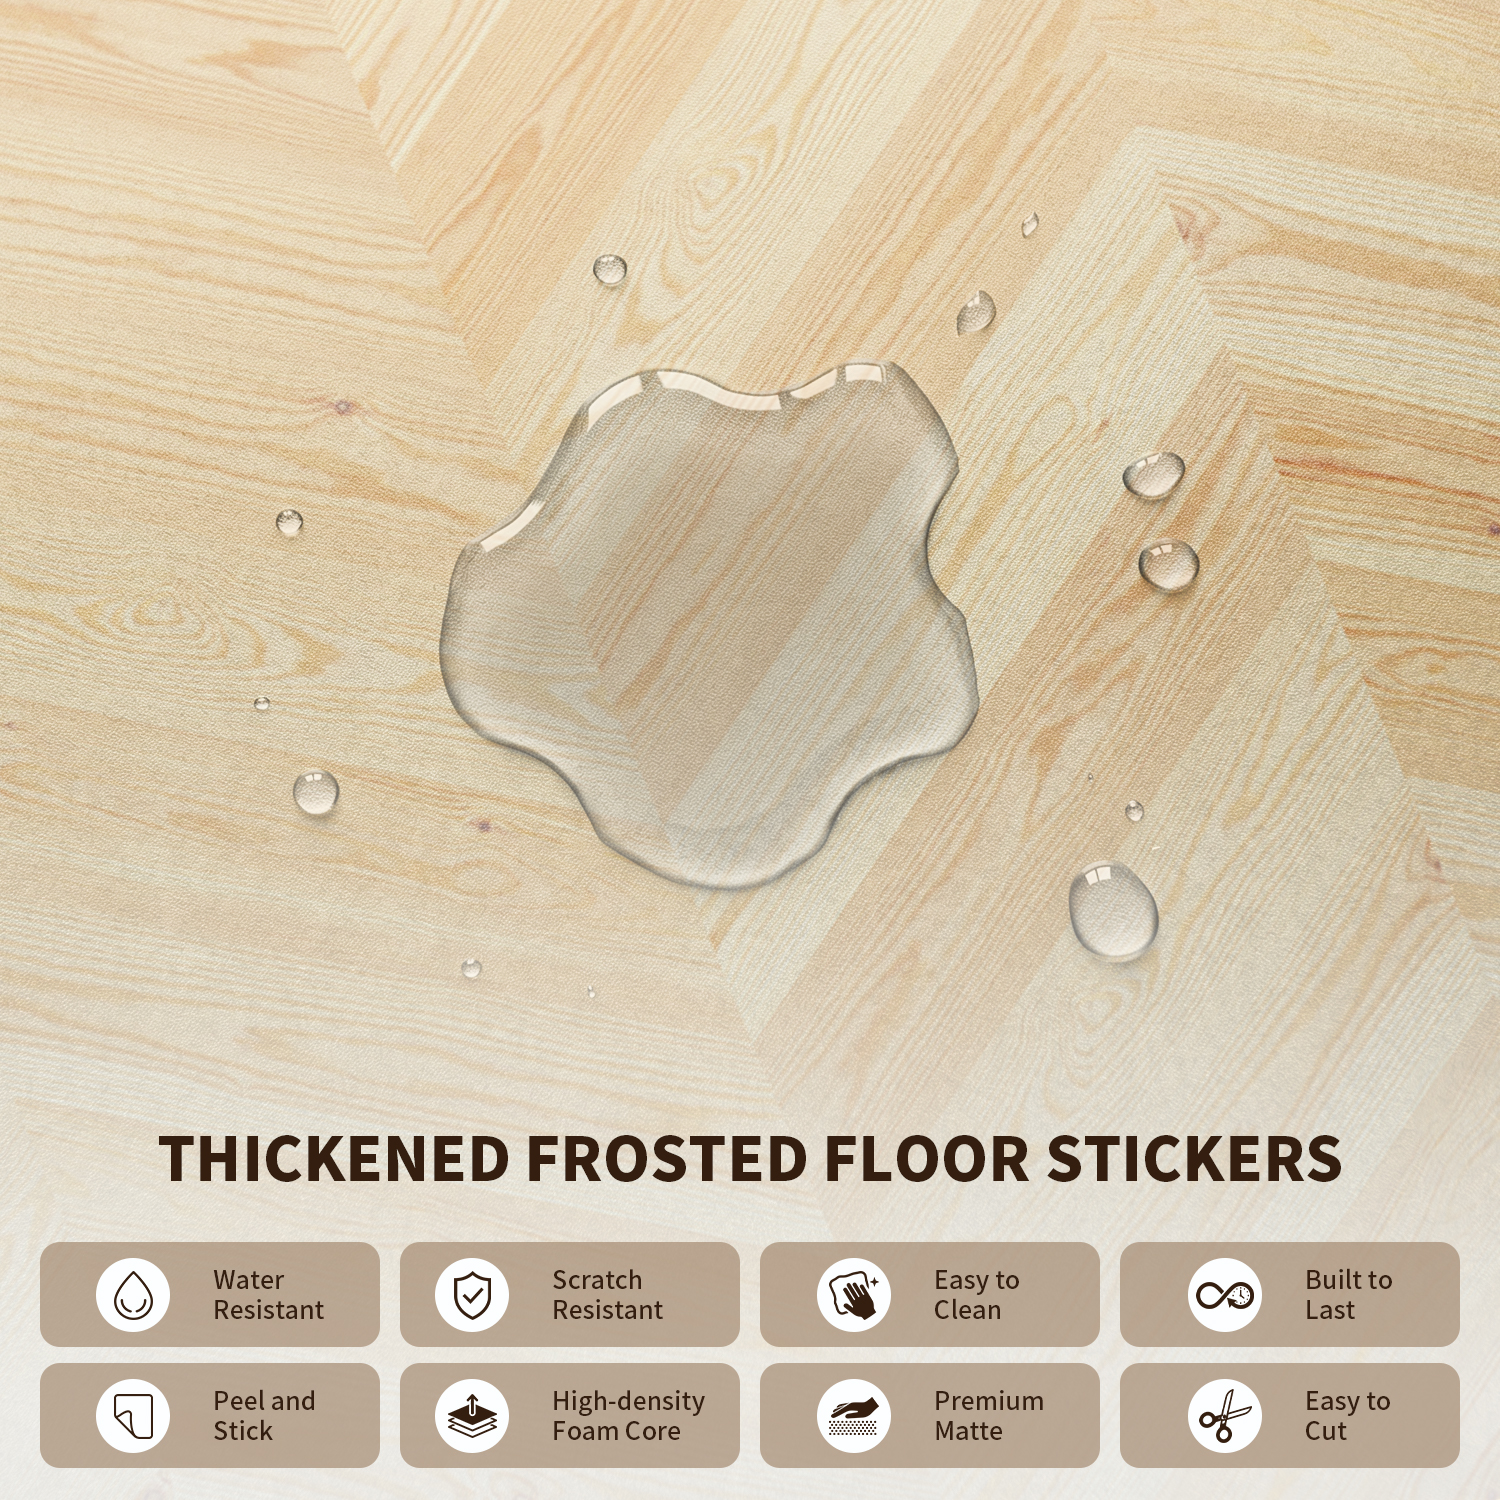 THICKENED FROSTED FLOOR STICKERS
Water
Resistant
Scratch
Resistant
Easy to
Clean
Built to
Last
Peel and
Stick
High-density
Foam Core
Premium
Matte
Easy to
Cut